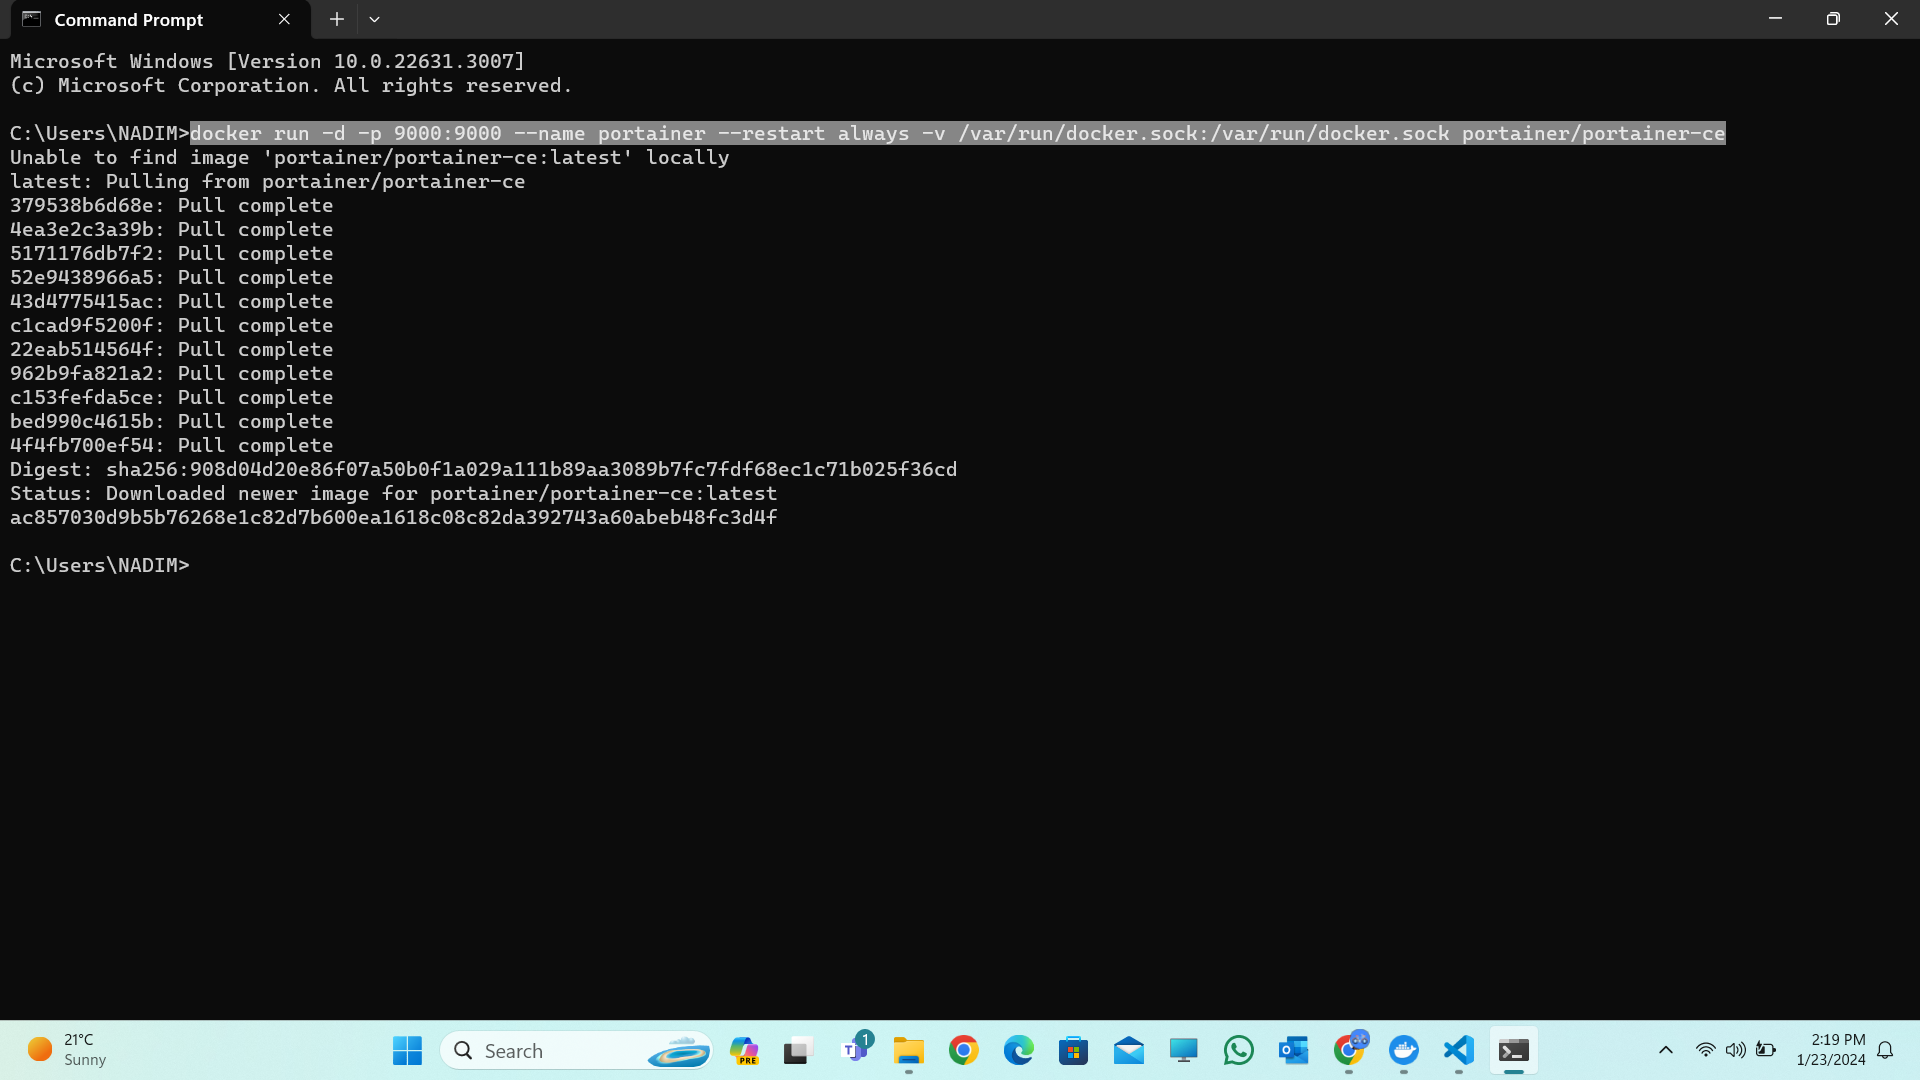 Command Prompt
Microsoft Windows [Version 10.0.22631.3007]
(c) Microsoft Corporation. All rights reserved.
C:\Users\NADIM>docker run -d -p 9000:9000 --name portainer --restart always -v /var/run/docker.sock:/var/run/docker.sock portainer/portainer-ce
Unable to find image 'portainer/portainer-ce:latest' locally
latest: Pulling from portainer/portainer-ce
379538b6d68e: Pull complete
4ea3e2c3a39b: Pull complete
5171176db7f2: Pull complete
52e9438966a5: Pull complete
43d4775415ac: Pull complete
c1cad9f5200f: Pull complete
22eab514564f: Pull complete
962b9fa821a2: Pull complete
c153fefda5ce: Pull complete
bed990c4615b: Pull complete
4f4fb700ef54: Pull complete
Digest: sha256:908d04d20e86f07a50b0f1a029a111b89aa3089b7fc7fdf68ec1c71b025f36cd
Status: Downloaded newer image for portainer/portainer-ce:latest
ac857030d9b5b76268e1c82d7b600ea1618c08c82da392743a60abeb48fc3d4f
C:\Users\NADIM>
21°C
Sunny
Search
PRE
1
2:19 PM
1/23/2024